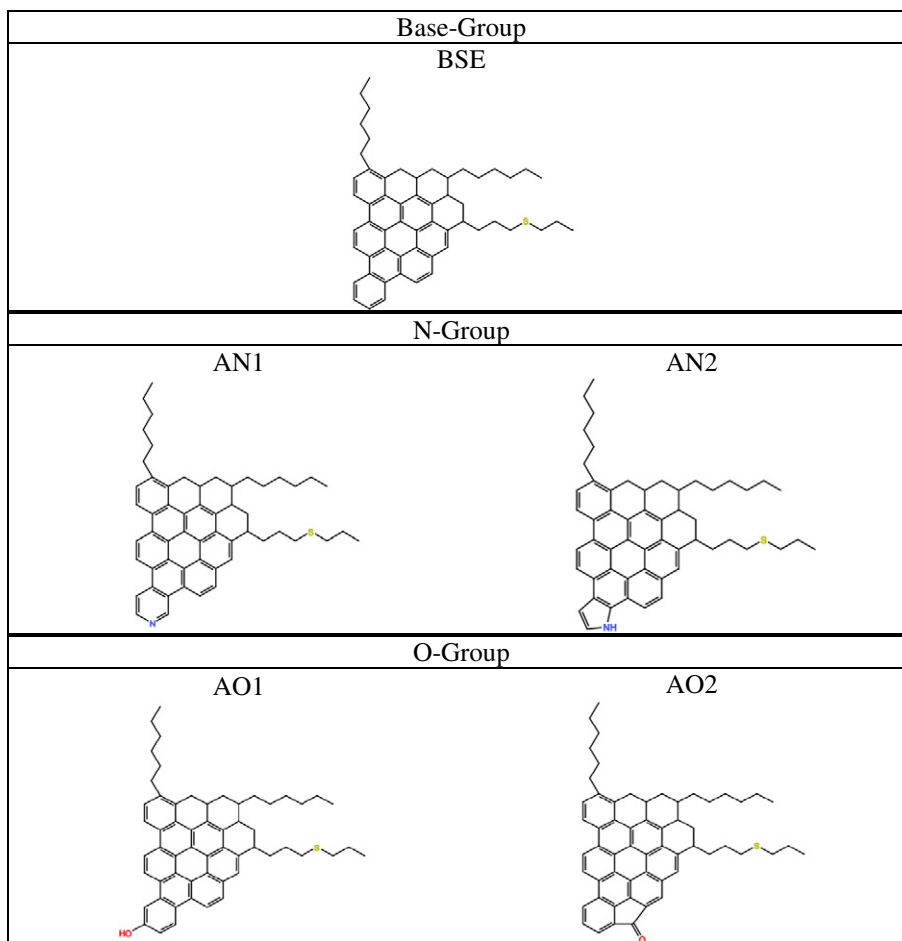 Base-Group
BSE
S
N-Group
AN1 AN2
S S
N NH
O-Group
AO1 AO2
S S
HO O